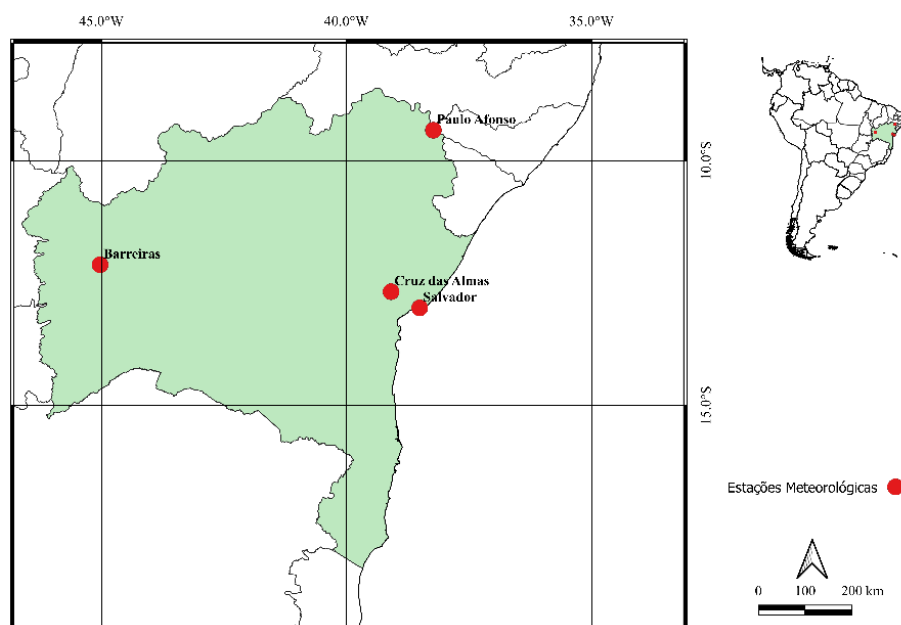 45.0°W 40.0°W 35.0°W
Paulo Afonso
10.0°S
Barreiras
Cruz das Almas
Salvador
15.0°S
Estações Meteorológicas
0 100 200 km